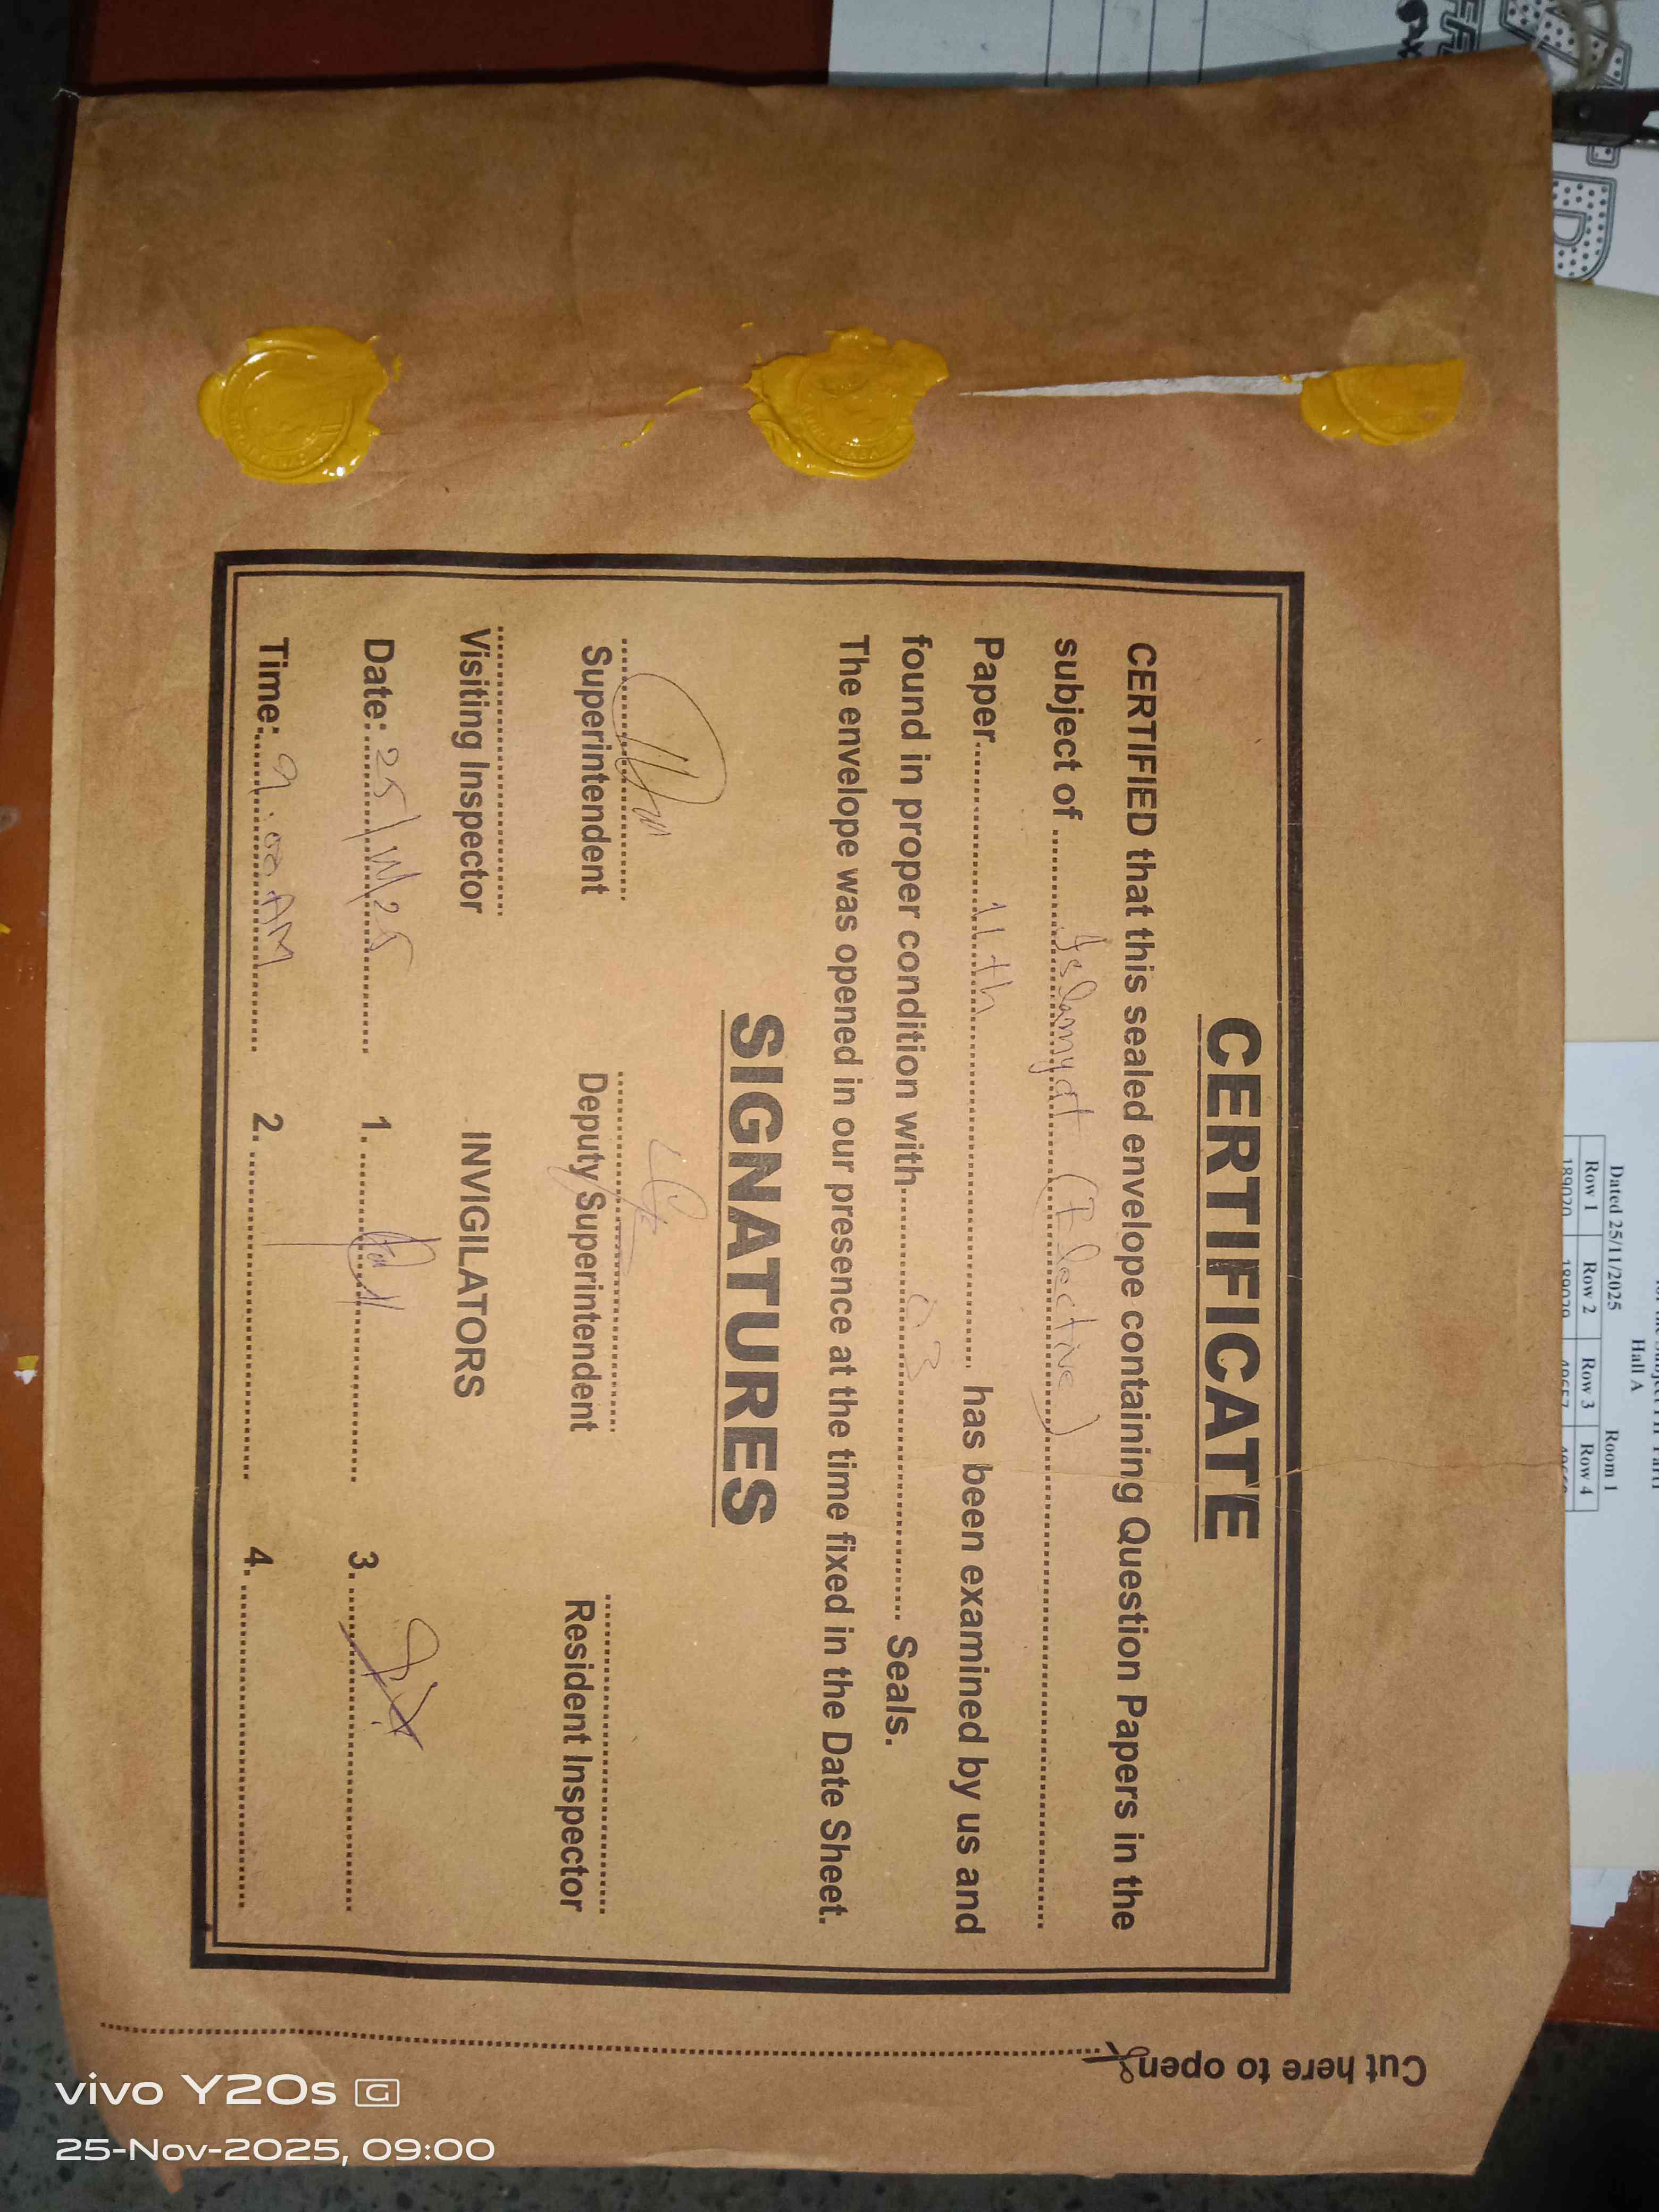 CERTIFICATE
CERTIFIED that this sealed envelope containing Question Papers in the
subject of .......... Islamyat (Elective) ..........
Paper .......... 11th .......... has been examined by us and
found in proper condition with .......... 03 .......... Seals.
The envelope was opened in our presence at the time fixed in the Date Sheet.
SIGNATURES
Superintendent Deputy Superintendent Resident Inspector
Visiting Inspector INVIGILATORS
Date: 25/11/25 1. 3.
Time: 9:00 AM 2. 4.
Cut here to open
Dated 25/11/2025 Room 1
Hall A
Row 1 Row 2 Row 3 Row 4
vivo Y20s G
25-Nov-2025, 09:00